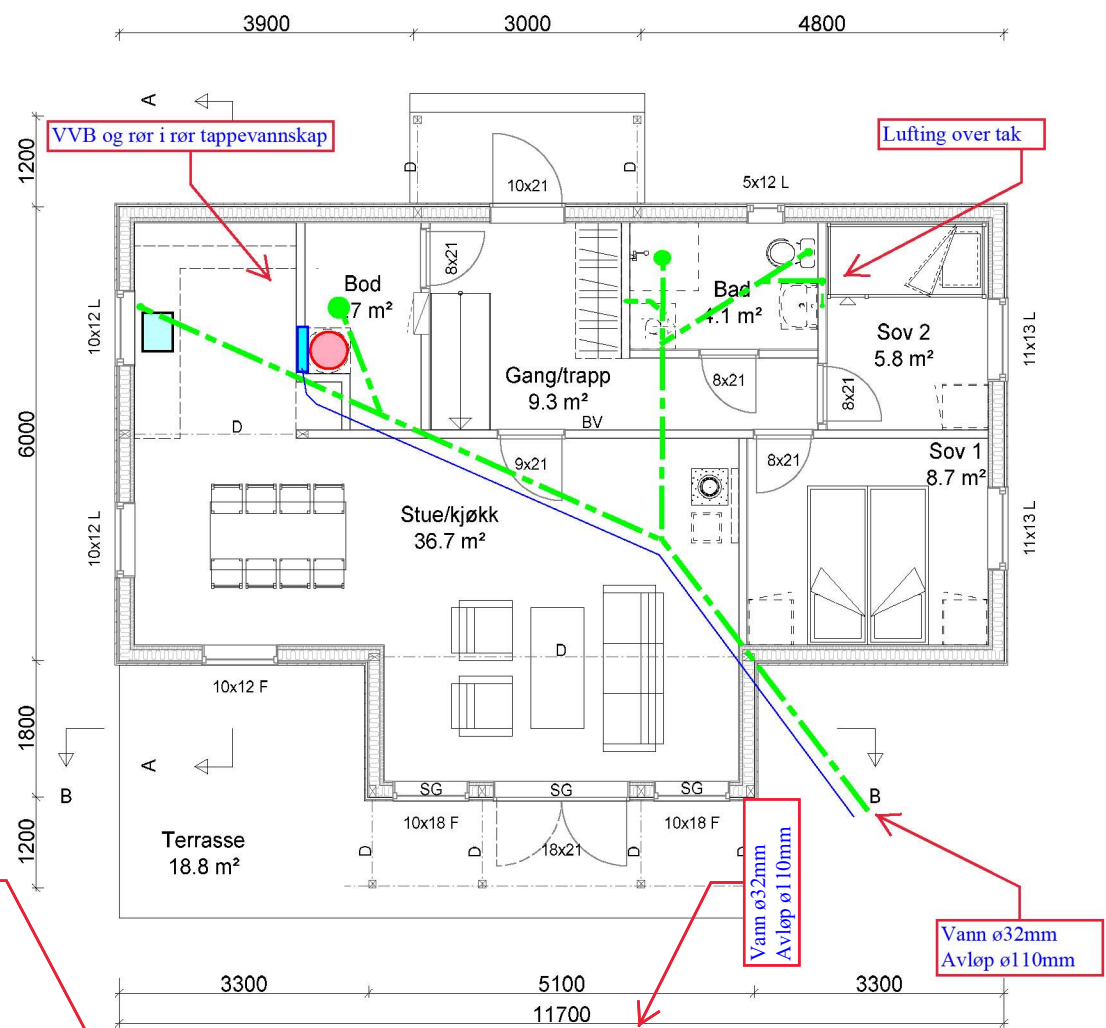 3900
3000
4800
A
VVB og rør i rør tappevannskap
Lufting over tak
1200
D
D
10x21
5x12 L
8x21
Bod
7 m²
Bad
4.1 m²
10x12 L
Sov 2
5.8 m²
11x13 L
Gang/trapp
9.3 m²
8x21
8x21
6000
D
BV
9x21
8x21
Sov 1
8.7 m²
Stue/kjøkk
36.7 m²
10x12 L
11x13 L
D
10x12 F
1800
A
B
B
SG
SG
SG
10x18 F
18x21
10x18 F
1200
Terrasse
18.8 m²
D
D
D
D
Vann ø32mm
Avløp ø110mm
Vann ø32mm
Avløp ø110mm
3300
5100
3300
11700